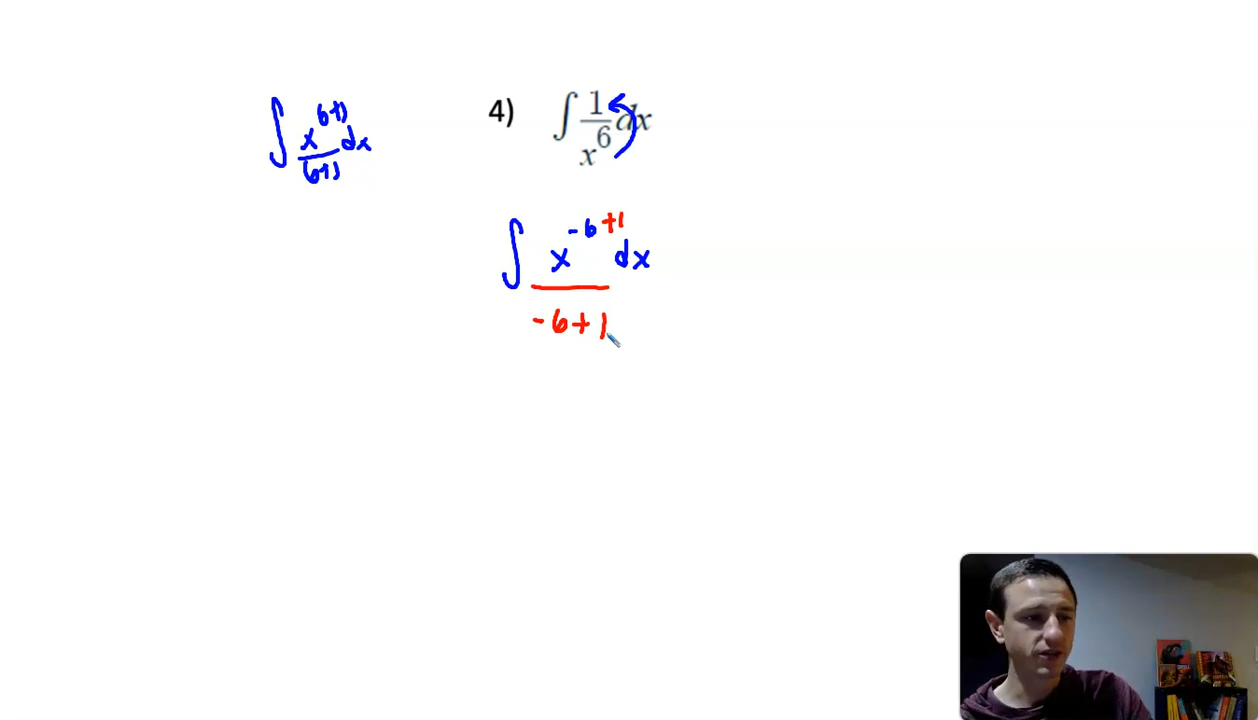 ∫ x^(6+1)/(6+1) dx
4) ∫ 1/x^6 dx
∫ x^(-6+1)/(-6+1) dx